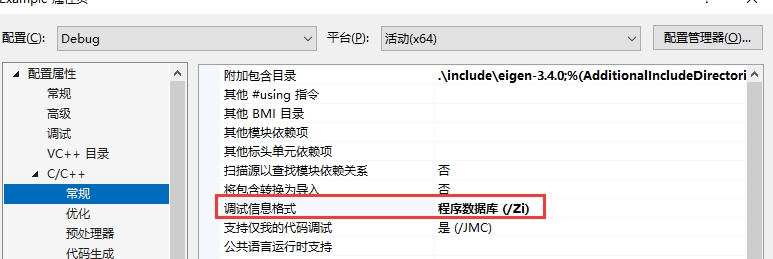 Example 属性页
配置(C): Debug 平台(P): 活动(x64) 配置管理器(O)...
配置属性
常规
高级
调试
VC++ 目录
C/C++
常规
优化
预处理器
代码生成
附加包含目录 .\include\eigen-3.4.0;%(AdditionalIncludeDirectori
其他 #using 指令
其他 BMI 目录
其他模块依赖项
其他标头单元依赖项
扫描源以查找模块依赖关系 否
将包含转换为导入 否
调试信息格式 程序数据库 (/Zi)
支持仅我的代码调试 是 (/JMC)
公共语言运行时支持